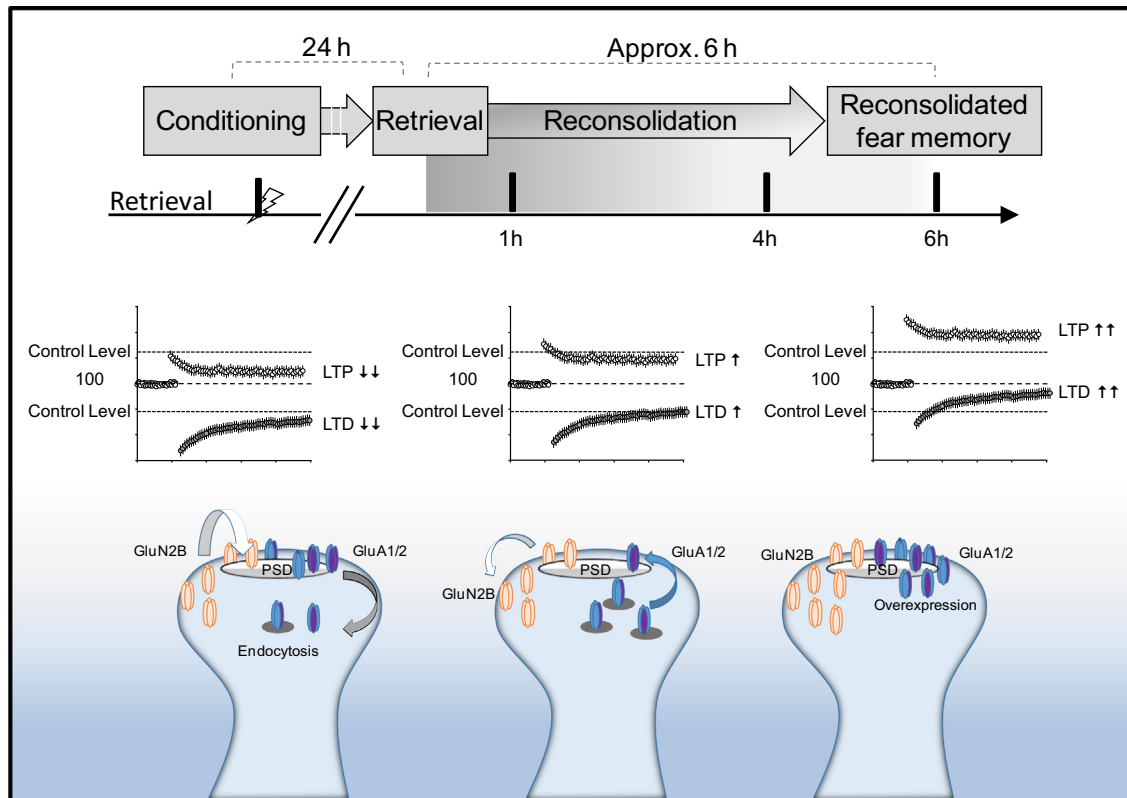 24 h
Approx. 6 h
Conditioning
Retrieval
Reconsolidation
Reconsolidated
fear memory
Retrieval
1h
4h
6h
Control Level
100
Control Level
LTP ↓↓
LTD ↓↓
Control Level
100
Control Level
LTP ↑
LTD ↑
Control Level
100
Control Level
LTP ↑↑
LTD ↑↑
GluN2B
GluA1/2
PSD
Endocytosis
GluN2B
GluA1/2
PSD
GluN2B
GluA1/2
PSD
Overexpression